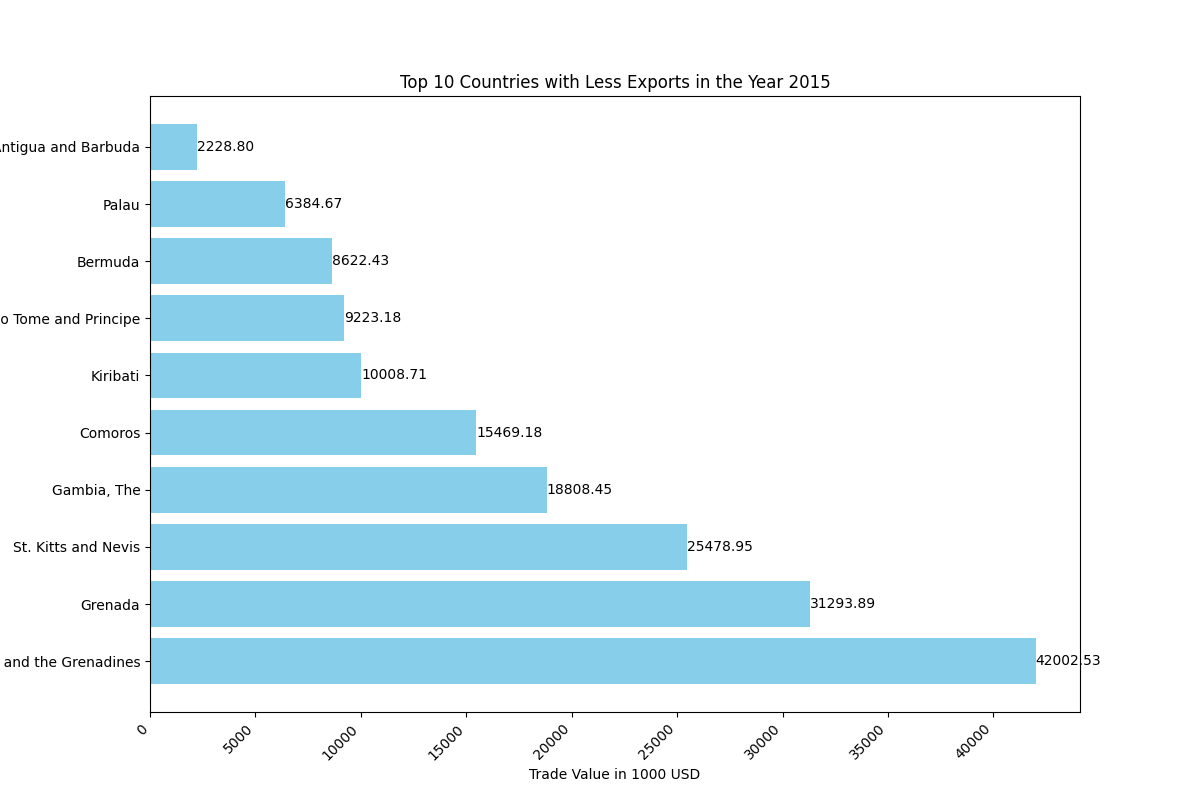 Top 10 Countries with Less Exports in the Year 2015
Antigua and Barbuda 2228.80
Palau 6384.67
Bermuda 8622.43
o Tome and Principe 9223.18
Kiribati 10008.71
Comoros 15469.18
Gambia, The 18808.45
St. Kitts and Nevis 25478.95
Grenada 31293.89
and the Grenadines 42002.53
0 5000 10000 15000 20000 25000 30000 35000 40000
Trade Value in 1000 USD